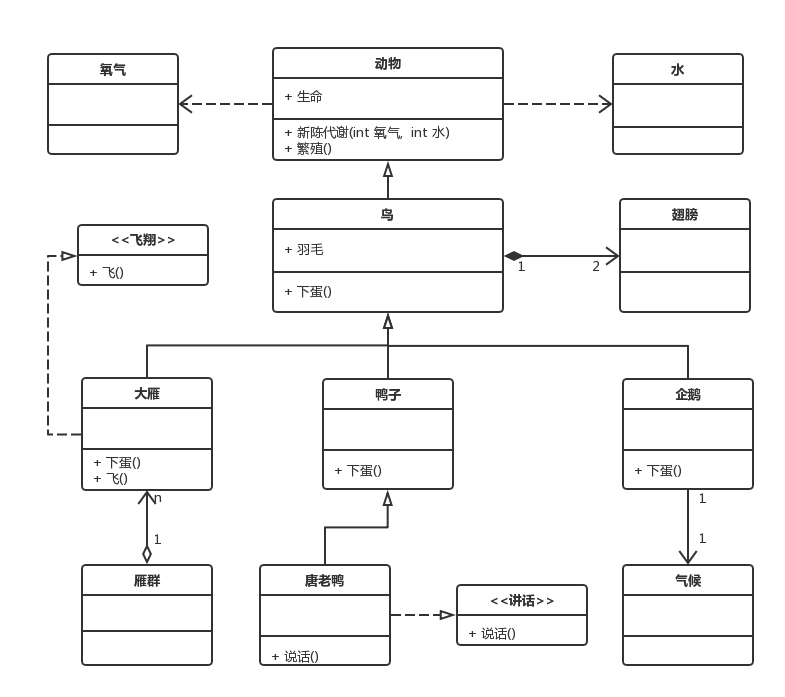 氧气
动物
+ 生命
+ 新陈代谢(int 氧气, int 水)
+ 繁殖()
水
<<飞翔>>
+ 飞()
鸟
+ 羽毛
+ 下蛋()
1
2
翅膀
大雁
+ 下蛋()
+ 飞()
鸭子
+ 下蛋()
企鹅
+ 下蛋()
n
1
1
1
雁群
唐老鸭
+ 说话()
<<讲话>>
+ 说话()
气候